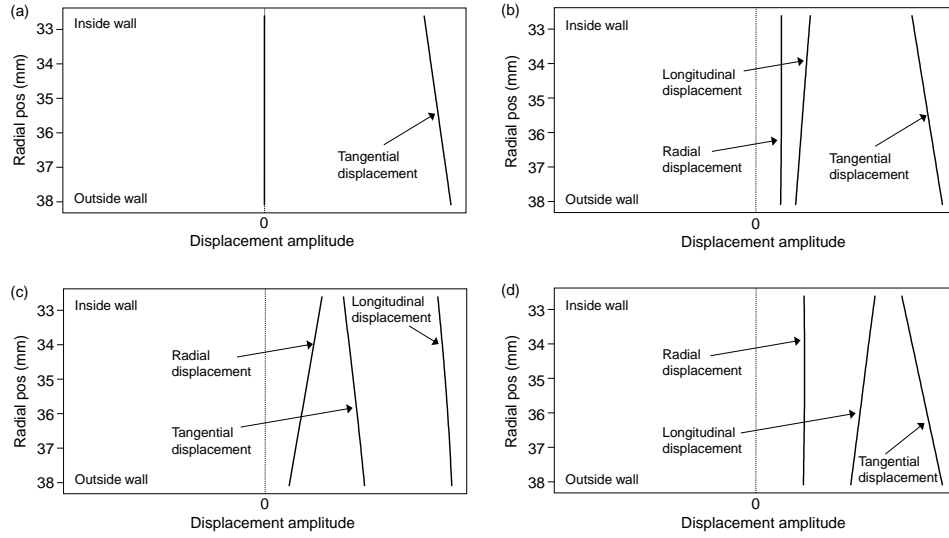 (a)
Inside wall
33
34
35
36
37
38
Radial pos (mm)
Tangential
displacement
Outside wall
0
Displacement amplitude
(b)
Inside wall
33
34
35
36
37
38
Radial pos (mm)
Longitudinal
displacement
Radial
displacement
Tangential
displacement
Outside wall
0
Displacement amplitude
(c)
Inside wall
33
34
35
36
37
38
Radial pos (mm)
Longitudinal
displacement
Radial
displacement
Tangential
displacement
Outside wall
0
Displacement amplitude
(d)
Inside wall
33
34
35
36
37
38
Radial pos (mm)
Radial
displacement
Longitudinal
displacement
Tangential
displacement
Outside wall
0
Displacement amplitude